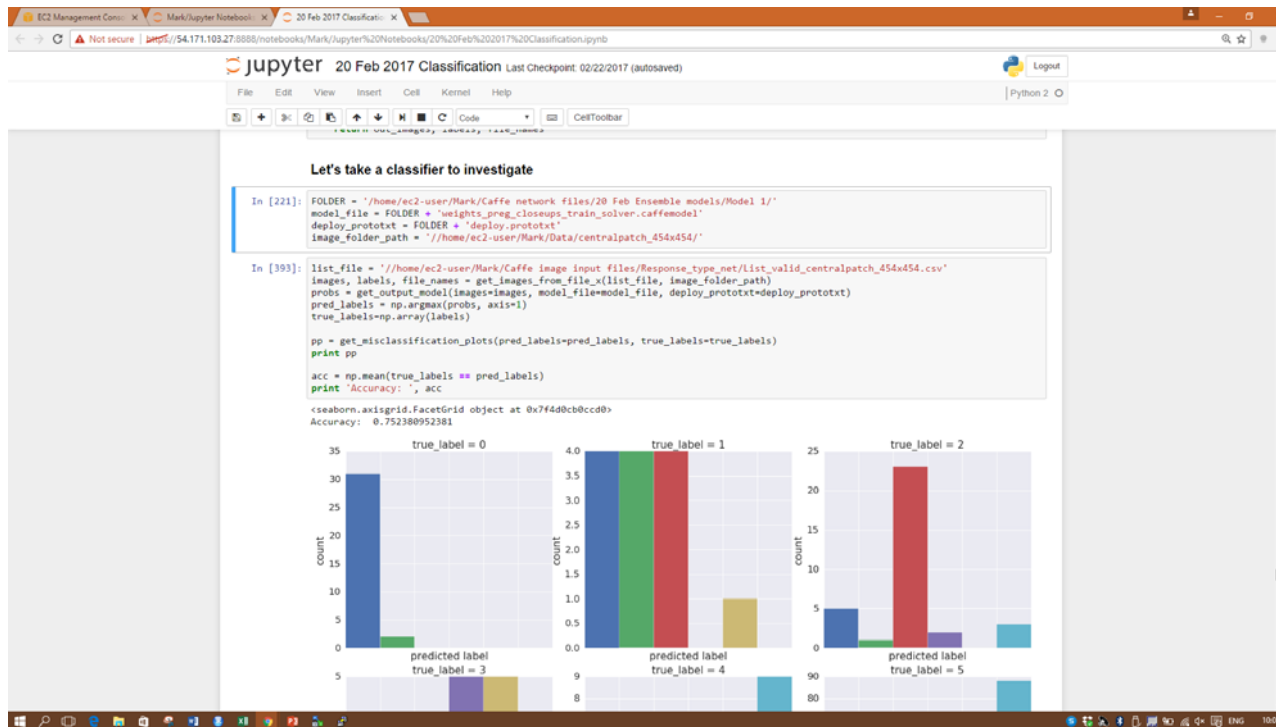 EC2 Management Conso
Mark/Jupyter Notebook
20 Feb 2017 Classificatio
Not secure | https://54.171.103.27:8888/notebooks/Mark/Jupyter%20Notebooks/20%20Feb%202017%20Classification.ipynb
jupyter 20 Feb 2017 Classification Last Checkpoint: 02/22/2017 (autosaved)
Logout
File Edit View Insert Cell Kernel Help
Python 2
Code
CellToolbar
return out_images, labels, file_names
Let's take a classifier to investigate
In [221]: FOLDER = '/home/ec2-user/Mark/Caffe network files/20 Feb Ensemble models/Model 1/'
model_file = FOLDER + 'weights_preg_closeups_train_solver.caffemodel'
deploy_prototxt = FOLDER + 'deploy.prototxt'
image_folder_path = '//home/ec2-user/Mark/Data/centralpatch_454x454/'
In [393]: list_file = '//home/ec2-user/Mark/Caffe image input files/Response_type_net/List_valid_centralpatch_454x454.csv'
images, labels, file_names = get_images_from_file_x(list_file, image_folder_path)
probs = get_output_model(images=images, model_file=model_file, deploy_prototxt=deploy_prototxt)
pred_labels = np.argmax(probs, axis=1)
true_labels=np.array(labels)
pp = get_misclassification_plots(pred_labels=pred_labels, true_labels=true_labels)
print pp
acc = np.mean(true_labels == pred_labels)
print 'Accuracy: ', acc
<seaborn.axisgrid.FacetGrid object at 0x7f4d0cb0ccd0>
Accuracy: 0.752380952381
true_label = 0
35
30
25
20
15
10
5
0
count
predicted label
true_label = 1
4.0
3.5
3.0
2.5
2.0
1.5
1.0
0.5
0.0
count
predicted label
true_label = 2
25
20
15
10
5
0
count
predicted label
true_label = 3
5
true_label = 4
9
8
true_label = 5
90
80
ENG